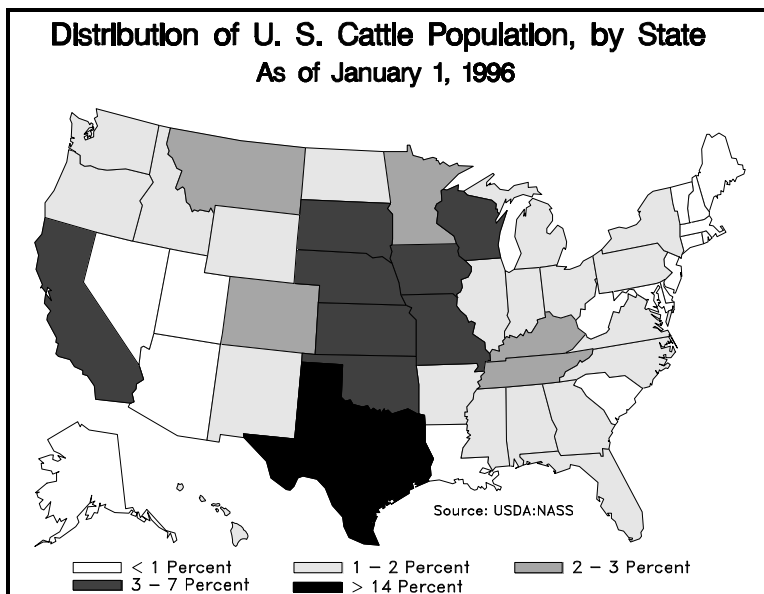 Distribution of U. S. Cattle Population, by State
As of January 1, 1996
Source: USDA:NASS
< 1 Percent
1 – 2 Percent
2 – 3 Percent
3 – 7 Percent
> 14 Percent